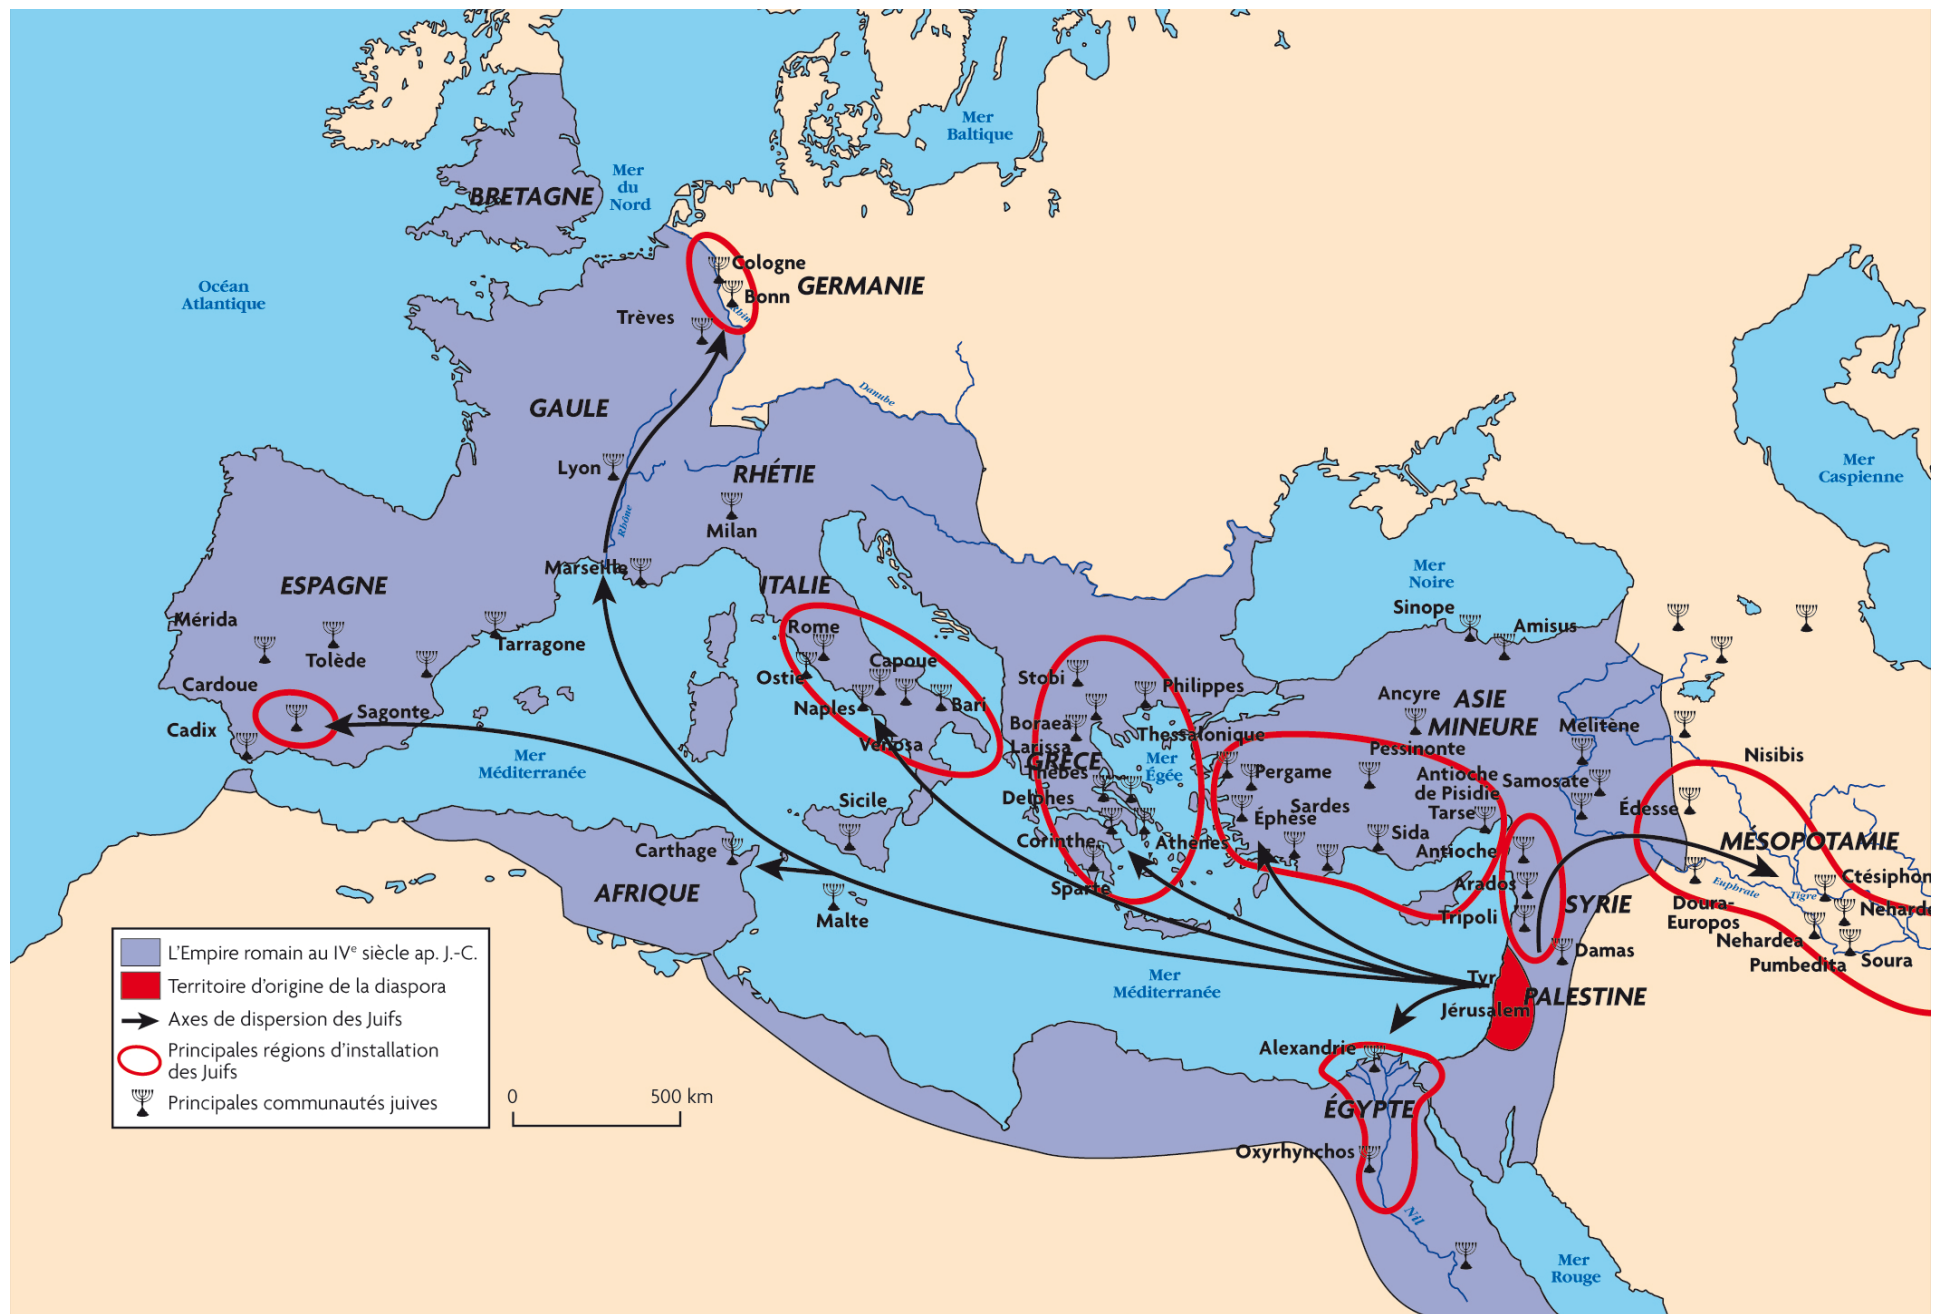 Mer
Baltique
Mer
du
Nord
BRETAGNE
Océan
Atlantique
Cologne
GERMANIE
Bonn
Rhin
Trèves
Danube
GAULE
Lyon
RHÉTIE
Rhône
Milan
Mer
Caspienne
Marseille
ITALIE
ESPAGNE
Mer
Noire
Sinope
Amisus
Mérida
Tolède
Tarragone
Rome
Capoue
Ostie
Naples
Bari
Venosa
Stobi
Philippes
Boraea
Thessalonique
Larissa
GRÈCE
Thèbes
Mer
Égée
Delphes
Corinthe
Athènes
Sparte
Ancyre
ASIE
MINEURE
Mélitène
Pessinonte
Pergame
Antioche
de Pisidie
Samosate
Nisibis
Sardes
Tarse
Édesse
Éphèse
Sida
Antioche
MÉSOPOTAMIE
Cardoue
Sagonte
Cadix
Mer
Méditerranée
Sicile
Carthage
AFRIQUE
Malte
Arados
SYRIE
Tripoli
Damas
Euphrate
Tigre
Ctésiphon
Doura-
Europos
Nehardea
Nehard
Pumbedita
Soura
Mer
Méditerranée
Tyr
PALESTINE
Jérusalem
Alexandrie
ÉGYPTE
Oxyrhynchos
Nil
Mer
Rouge
L'Empire romain au IVe siècle ap. J.-C.
Territoire d'origine de la diaspora
Axes de dispersion des Juifs
Principales régions d'installation
des Juifs
Principales communautés juives
0 500 km